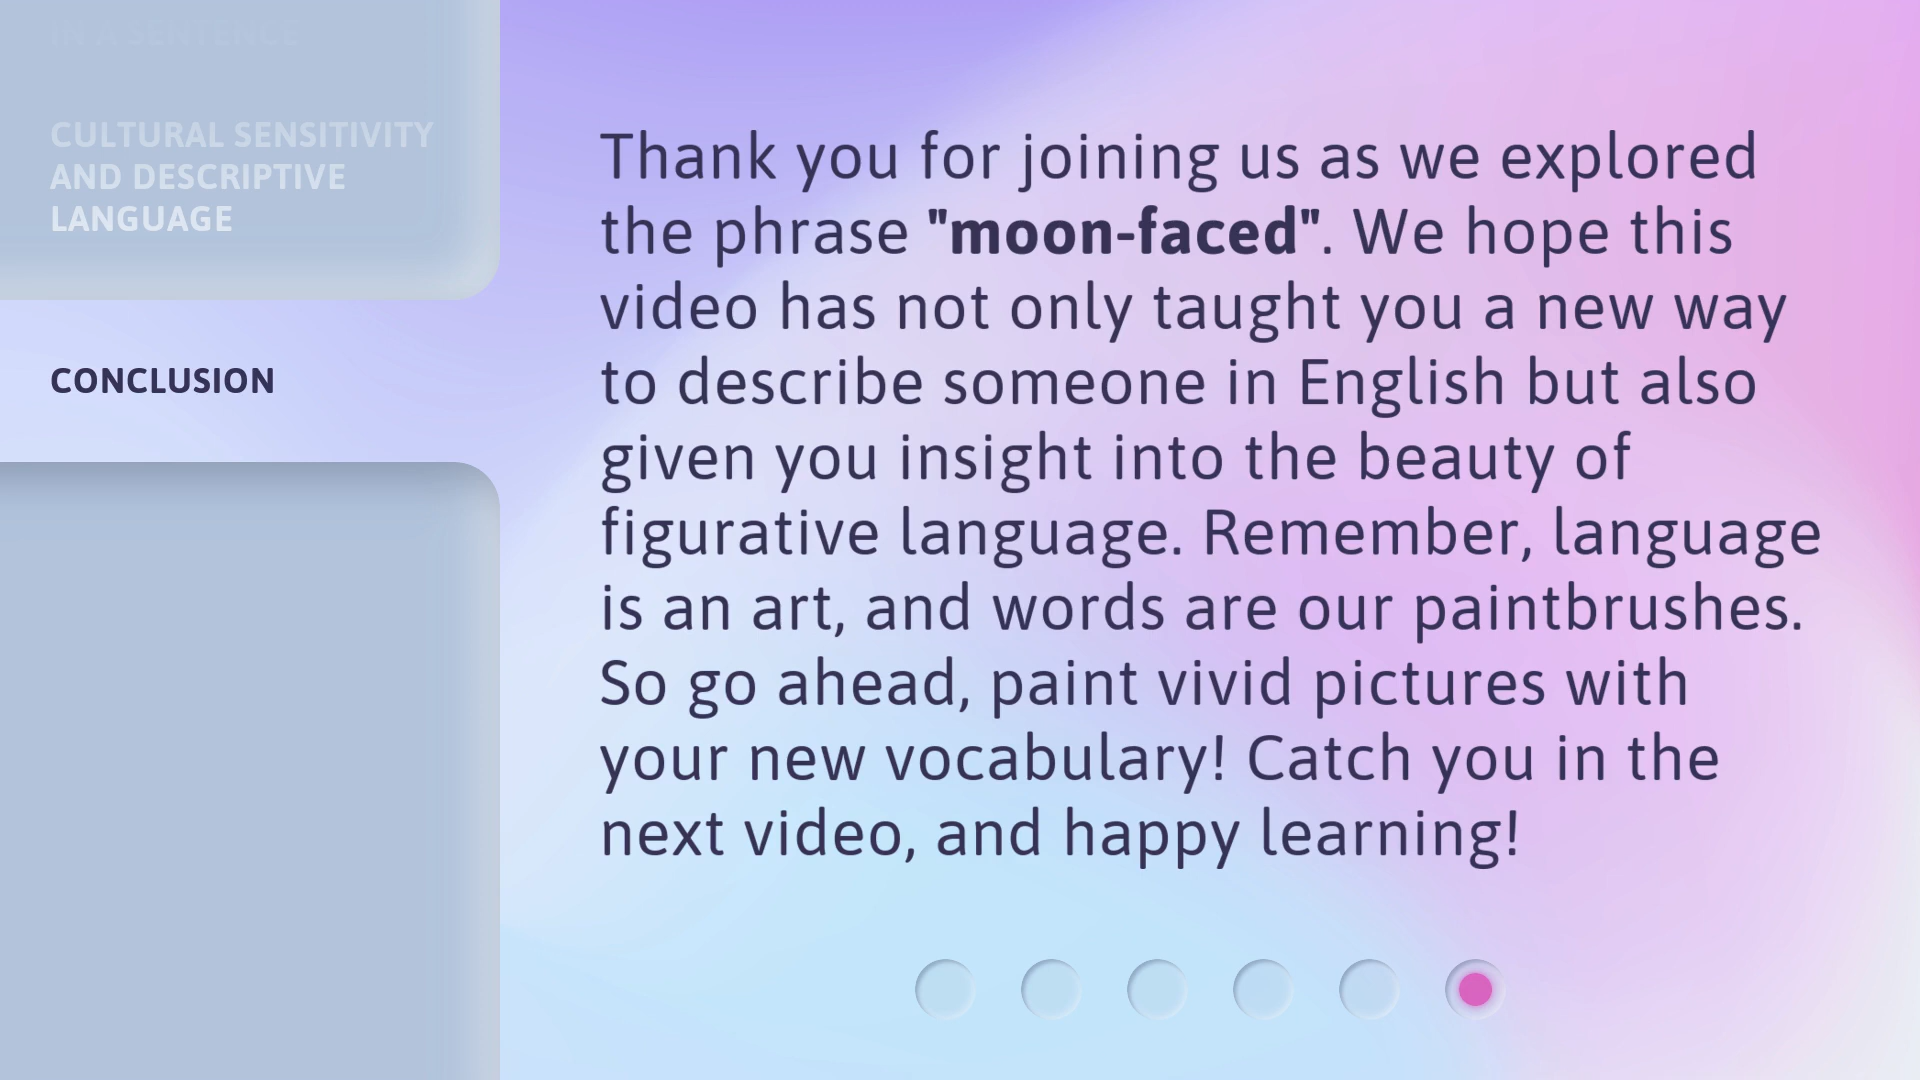 IN A SENTENCE
CULTURAL SENSITIVITY
AND DESCRIPTIVE
LANGUAGE
CONCLUSION
Thank you for joining us as we explored
the phrase "moon-faced". We hope this
video has not only taught you a new way
to describe someone in English but also
given you insight into the beauty of
figurative language. Remember, language
is an art, and words are our paintbrushes.
So go ahead, paint vivid pictures with
your new vocabulary! Catch you in the
next video, and happy learning!